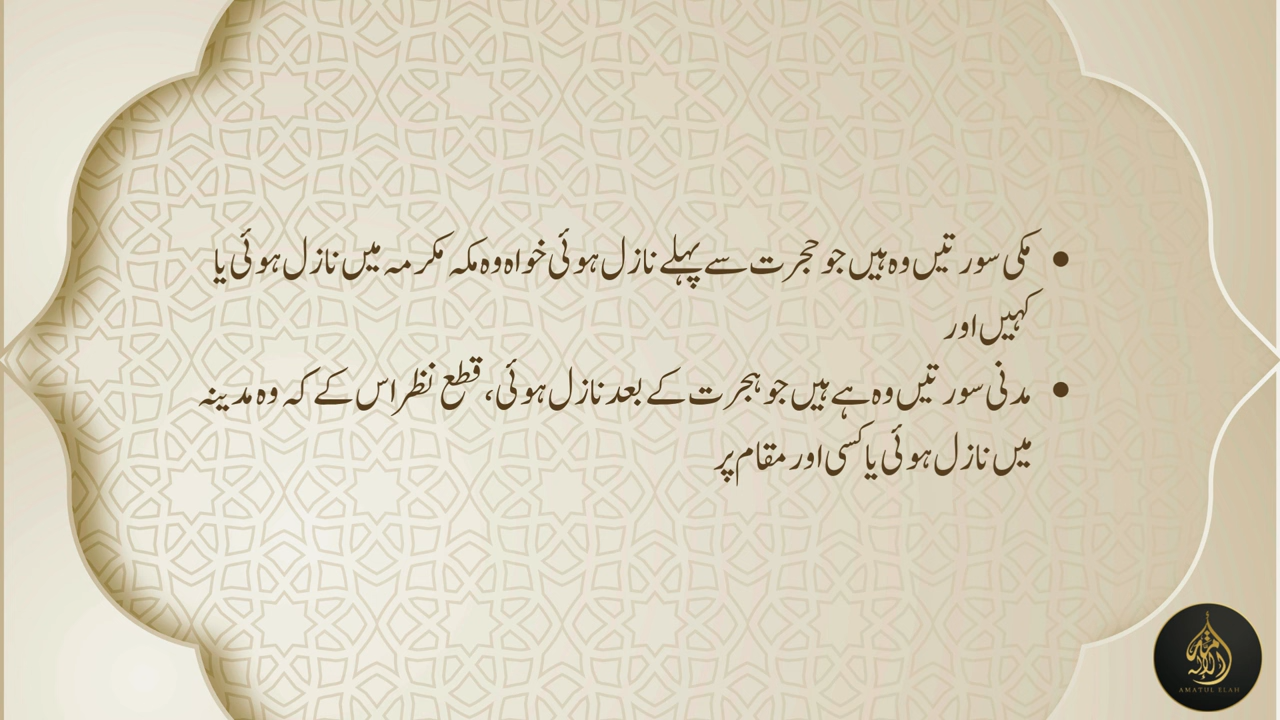 • مکی سورتیں وہ ہیں جو حجرت سے پہلے نازل ہوئی خواہ وہ مکہ مکرمہ میں نازل ہوئی یا
کہیں اور
• مدنی سورتیں وہ ہے ہیں جو ہجرت کے بعد نازل ہوئی، قطع نظر اس کے کہ وہ مدینہ
میں نازل ہوئی یا کسی اور مقام پر
AMATUL ELAH